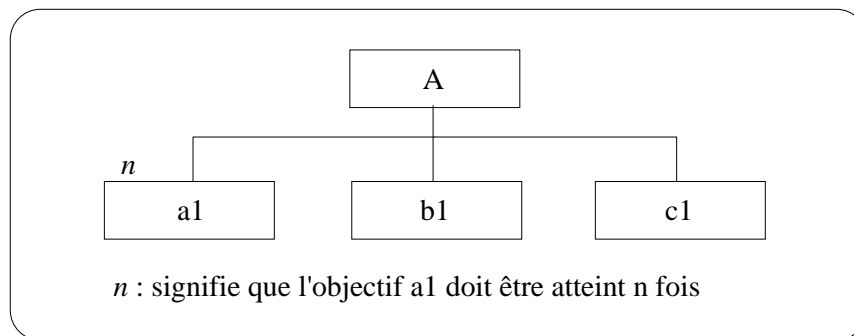 A
n
a1
b1
c1
n : signifie que l'objectif a1 doit être atteint n fois